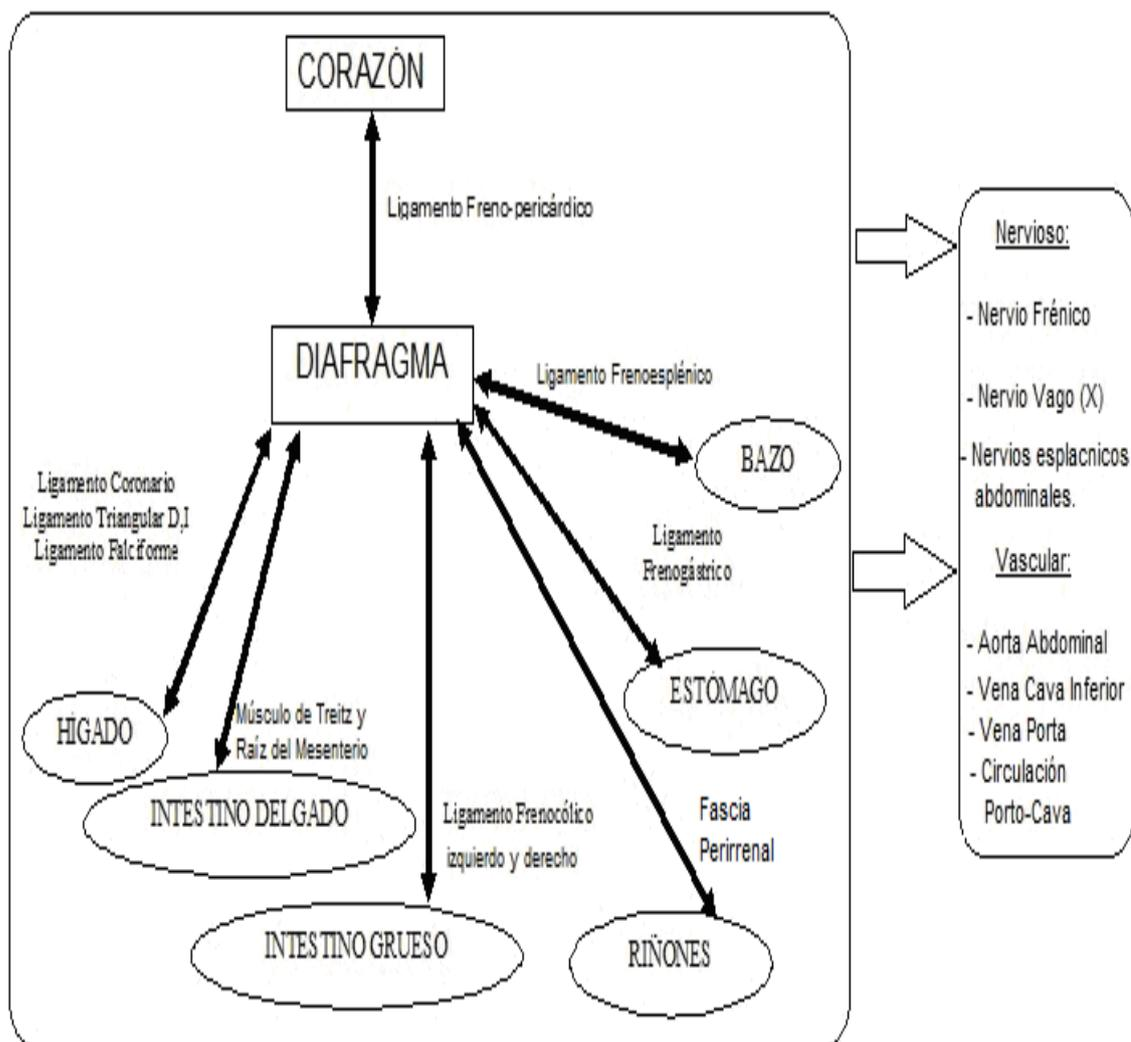 CORAZÓN
Ligamento Freno-pericárdico
DIAFRAGMA
Ligamento Frenoesplénico
BAZO
Ligamento Coronario
Ligamento Triangular D,I
Ligamento Falciforme
Ligamento
Frenogástrico
ESTÓMAGO
HÍGADO
Músculo de Treitz y
Raíz del Mesenterio
INTESTINO DELGADO
Ligamento Frenocólico
izquierdo y derecho
INTESTINO GRUESO
Fascia
Perirrenal
RIÑONES
Nervioso:
- Nervio Frénico
- Nervio Vago (X)
- Nervios esplacnicos
abdominales.
Vascular:
- Aorta Abdominal
- Vena Cava Inferior
- Vena Porta
- Circulación
Porto-Cava